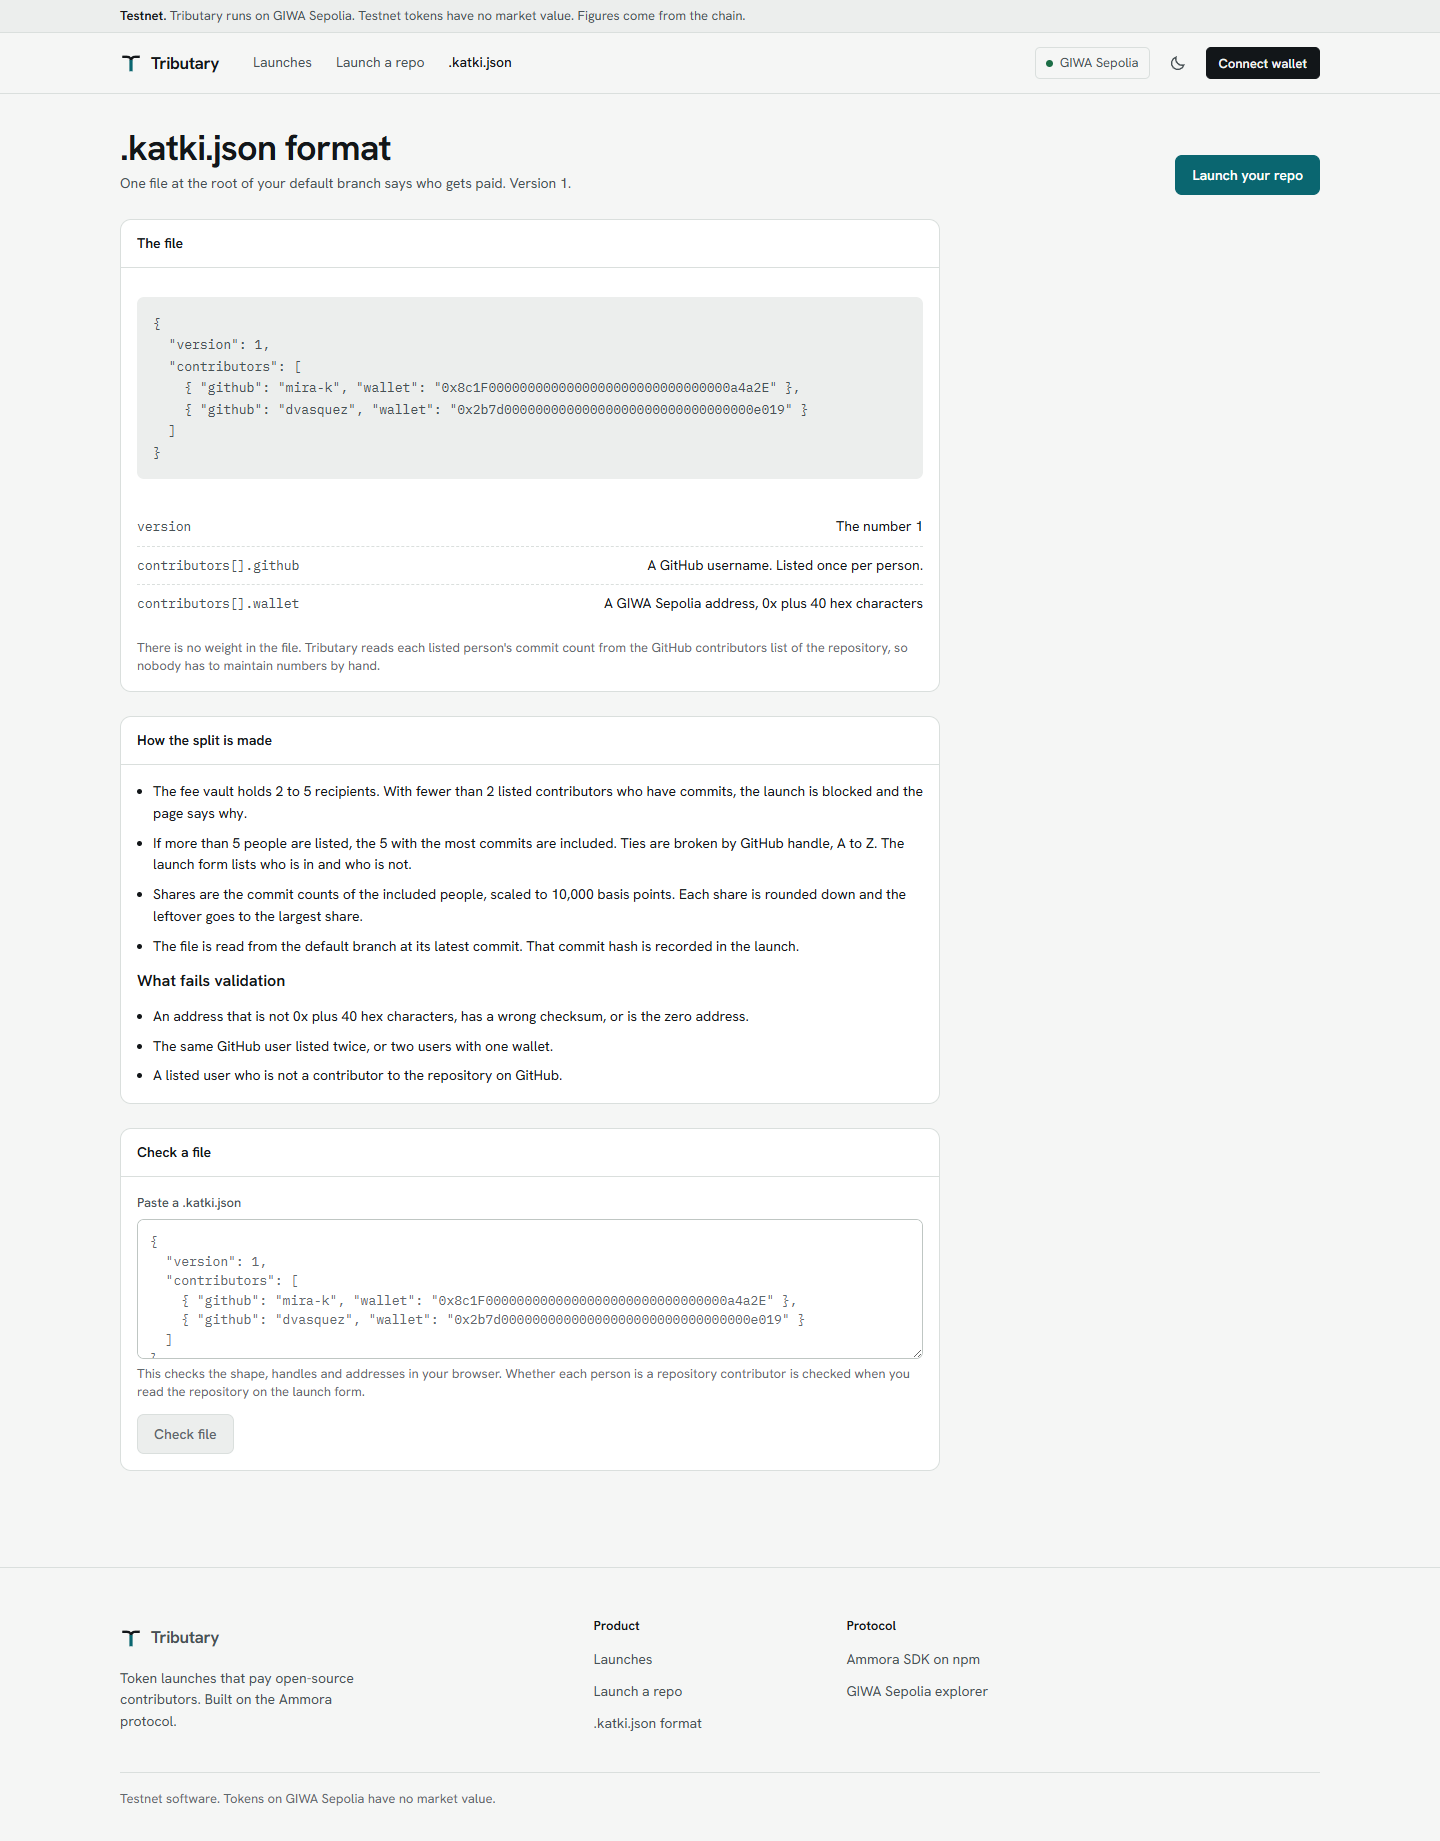 Testnet. Tributary runs on GIWA Sepolia. Testnet tokens have no market value. Figures come from the chain.
Tributary
Launches
Launch a repo
.katki.json
GIWA Sepolia
Connect wallet
.katki.json format
One file at the root of your default branch says who gets paid. Version 1.
Launch your repo
The file
{
"version": 1,
"contributors": [
{ "github": "mira-k", "wallet": "0x8c1F0000000000000000000000000000000a4a2E" },
{ "github": "dvasquez", "wallet": "0x2b7d00000000000000000000000000000000e019" }
]
}
version
The number 1
contributors[].github
A GitHub username. Listed once per person.
contributors[].wallet
A GIWA Sepolia address, 0x plus 40 hex characters
There is no weight in the file. Tributary reads each listed person's commit count from the GitHub contributors list of the repository, so
nobody has to maintain numbers by hand.
How the split is made
• The fee vault holds 2 to 5 recipients. With fewer than 2 listed contributors who have commits, the launch is blocked and the
page says why.
• If more than 5 people are listed, the 5 with the most commits are included. Ties are broken by GitHub handle, A to Z. The
launch form lists who is in and who is not.
• Shares are the commit counts of the included people, scaled to 10,000 basis points. Each share is rounded down and the
leftover goes to the largest share.
• The file is read from the default branch at its latest commit. That commit hash is recorded in the launch.
What fails validation
• An address that is not 0x plus 40 hex characters, has a wrong checksum, or is the zero address.
• The same GitHub user listed twice, or two users with one wallet.
• A listed user who is not a contributor to the repository on GitHub.
Check a file
Paste a .katki.json
{
"version": 1,
"contributors": [
{ "github": "mira-k", "wallet": "0x8c1F0000000000000000000000000000000a4a2E" },
{ "github": "dvasquez", "wallet": "0x2b7d00000000000000000000000000000000e019" }
]
}
This checks the shape, handles and addresses in your browser. Whether each person is a repository contributor is checked when you
read the repository on the launch form.
Check file
Tributary
Token launches that pay open-source
contributors. Built on the Ammora
protocol.
Product
Launches
Launch a repo
.katki.json format
Protocol
Ammora SDK on npm
GIWA Sepolia explorer
Testnet software. Tokens on GIWA Sepolia have no market value.